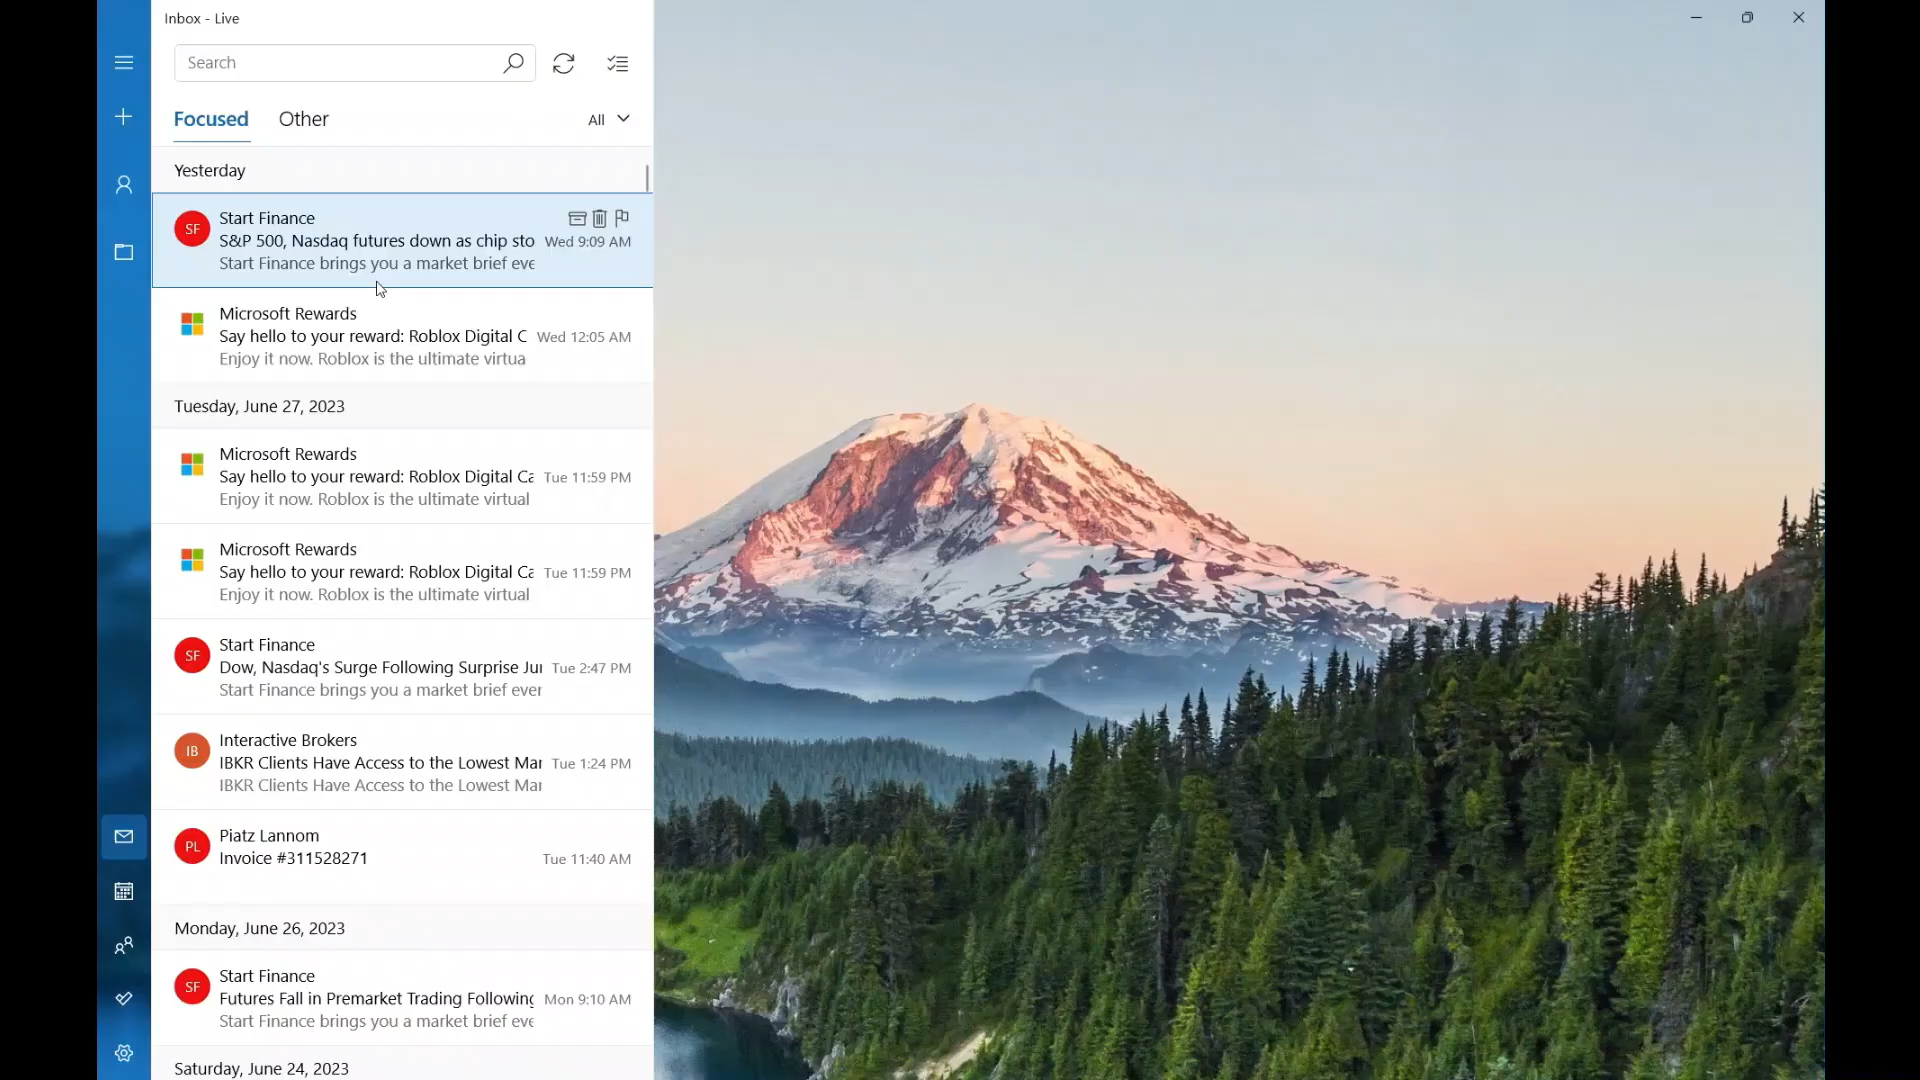 Inbox - Live
Search
Focused
Other
All
Yesterday
SF
Start Finance
S&P 500, Nasdaq futures down as chip sto
Wed 9:09 AM
Start Finance brings you a market brief eve
Microsoft Rewards
Say hello to your reward: Roblox Digital C
Wed 12:05 AM
Enjoy it now. Roblox is the ultimate virtua
Tuesday, June 27, 2023
Microsoft Rewards
Say hello to your reward: Roblox Digital Ca
Tue 11:59 PM
Enjoy it now. Roblox is the ultimate virtual
Microsoft Rewards
Say hello to your reward: Roblox Digital Ca
Tue 11:59 PM
Enjoy it now. Roblox is the ultimate virtual
SF
Start Finance
Dow, Nasdaq's Surge Following Surprise Jun
Tue 2:47 PM
Start Finance brings you a market brief ever
IB
Interactive Brokers
IBKR Clients Have Access to the Lowest Mar
Tue 1:24 PM
IBKR Clients Have Access to the Lowest Mar
PL
Piatz Lannom
Invoice #311528271
Tue 11:40 AM
Monday, June 26, 2023
SF
Start Finance
Futures Fall in Premarket Trading Following
Mon 9:10 AM
Start Finance brings you a market brief eve
Saturday, June 24, 2023